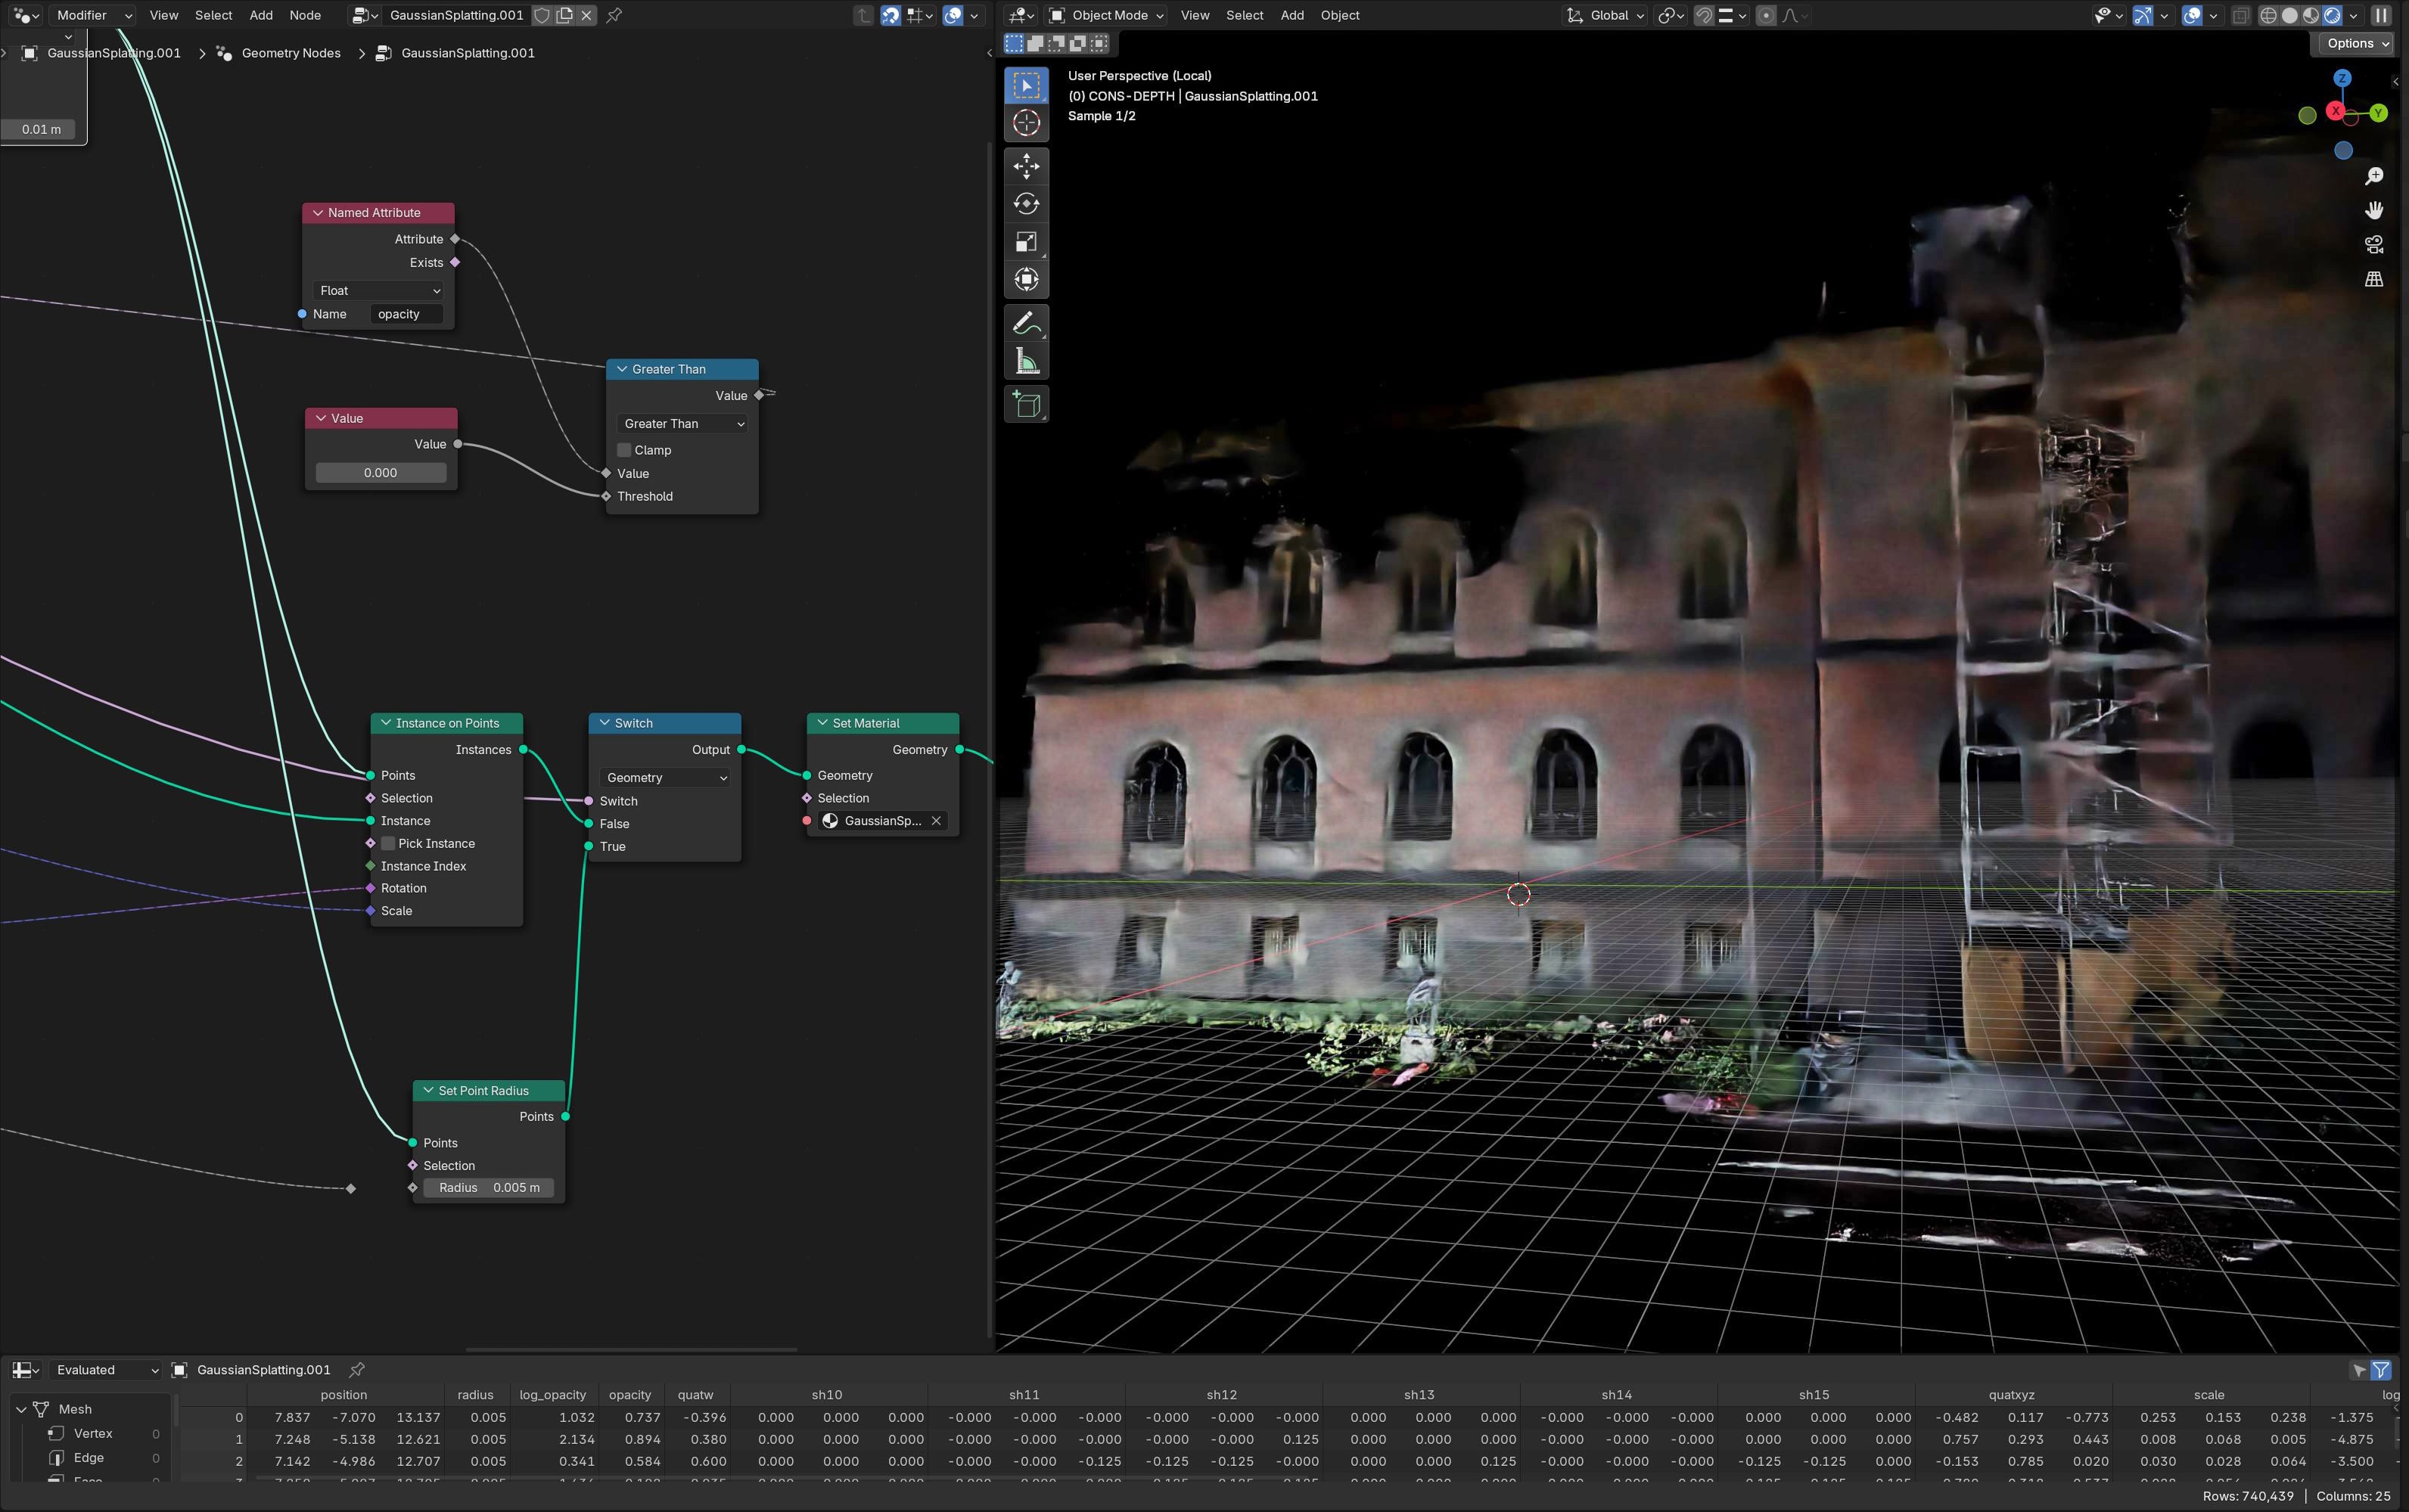 Modifier View Select Add Node GaussianSplatting.001
GaussianSplatting.001 Geometry Nodes GaussianSplatting.001
0.01 m
Named Attribute
Attribute
Exists
Float
Name opacity
Value
Value
0.000
Greater Than
Value
Greater Than
Clamp
Value
Threshold
Instance on Points
Instances
Points
Selection
Instance
Pick Instance
Instance Index
Rotation
Scale
Switch
Output
Geometry
Switch
False
True
Set Material
Geometry
Geometry
Selection
GaussianSp...
Set Point Radius
Points
Points
Selection
Radius 0.005 m
Object Mode View Select Add Object Global
Options
User Perspective (Local)
(0) CONS-DEPTH | GaussianSplatting.001
Sample 1/2
Z
X
Y
Evaluated GaussianSplatting.001
Mesh
Vertex 0
Edge 0
position radius log_opacity opacity quatw sh10 sh11 sh12 sh13 sh14 sh15 quatxyz scale log
0 7.837 -7.070 13.137 0.005 1.032 0.737 -0.396 0.000 0.000 0.000 -0.000 -0.000 -0.000 -0.000 -0.000 0.000 0.000 0.000 0.000 -0.000 -0.000 -0.000 0.000 0.000 0.000 -0.482 0.117 -0.773 0.253 0.153 0.238 -1.375
1 7.248 -5.138 12.621 0.005 2.134 0.894 0.380 0.000 0.000 0.000 -0.000 -0.000 -0.000 -0.000 -0.000 0.125 0.000 0.000 0.000 -0.000 -0.000 -0.000 0.000 0.000 0.000 0.757 0.293 0.443 0.008 0.068 0.005 -4.875
2 7.142 -4.986 12.707 0.005 0.341 0.584 0.600 0.000 0.000 0.000 -0.000 -0.000 -0.125 -0.125 -0.125 -0.000 0.000 0.000 0.125 -0.000 -0.000 -0.000 -0.125 -0.125 0.000 -0.153 0.785 0.020 0.030 0.028 0.064 -3.500
Rows: 740,439 | Columns: 25